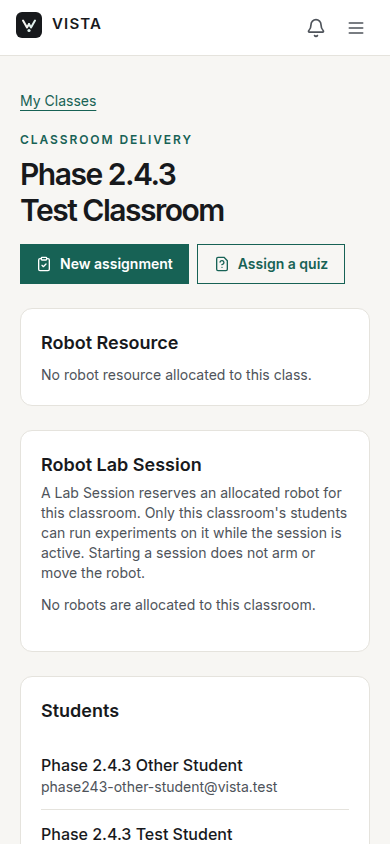 VISTA
My Classes
CLASSROOM DELIVERY
Phase 2.4.3
Test Classroom
New assignment
Assign a quiz
Robot Resource
No robot resource allocated to this class.
Robot Lab Session
A Lab Session reserves an allocated robot for
this classroom. Only this classroom's students
can run experiments on it while the session is
active. Starting a session does not arm or
move the robot.
No robots are allocated to this classroom.
Students
Phase 2.4.3 Other Student
phase243-other-student@vista.test
Phase 2.4.3 Test Student